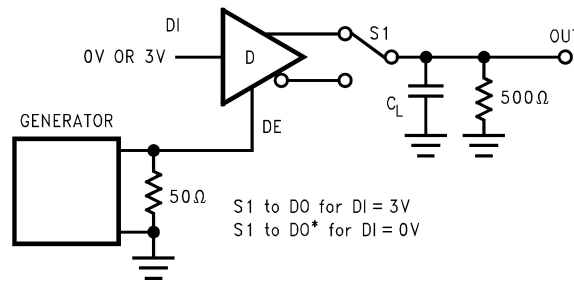 DI
S1
OUT
0V OR 3V
D
CL
500Ω
GENERATOR
DE
50Ω
S1 to DO for DI = 3V
S1 to DO* for DI = 0V